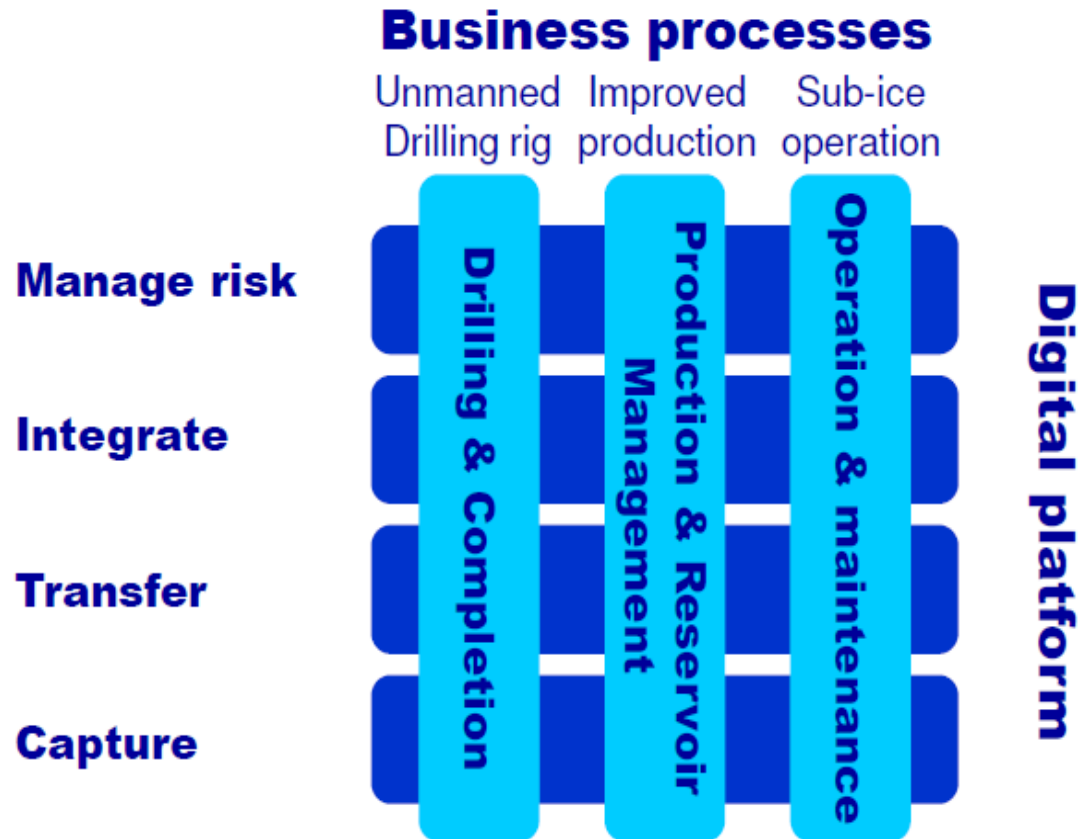 Business processes
Unmanned Improved Sub-ice
Drilling rig production operation
Manage risk
Integrate
Transfer
Capture
Drilling & Completion
Production & Reservoir
Management
Operation & maintenance
Digital platform